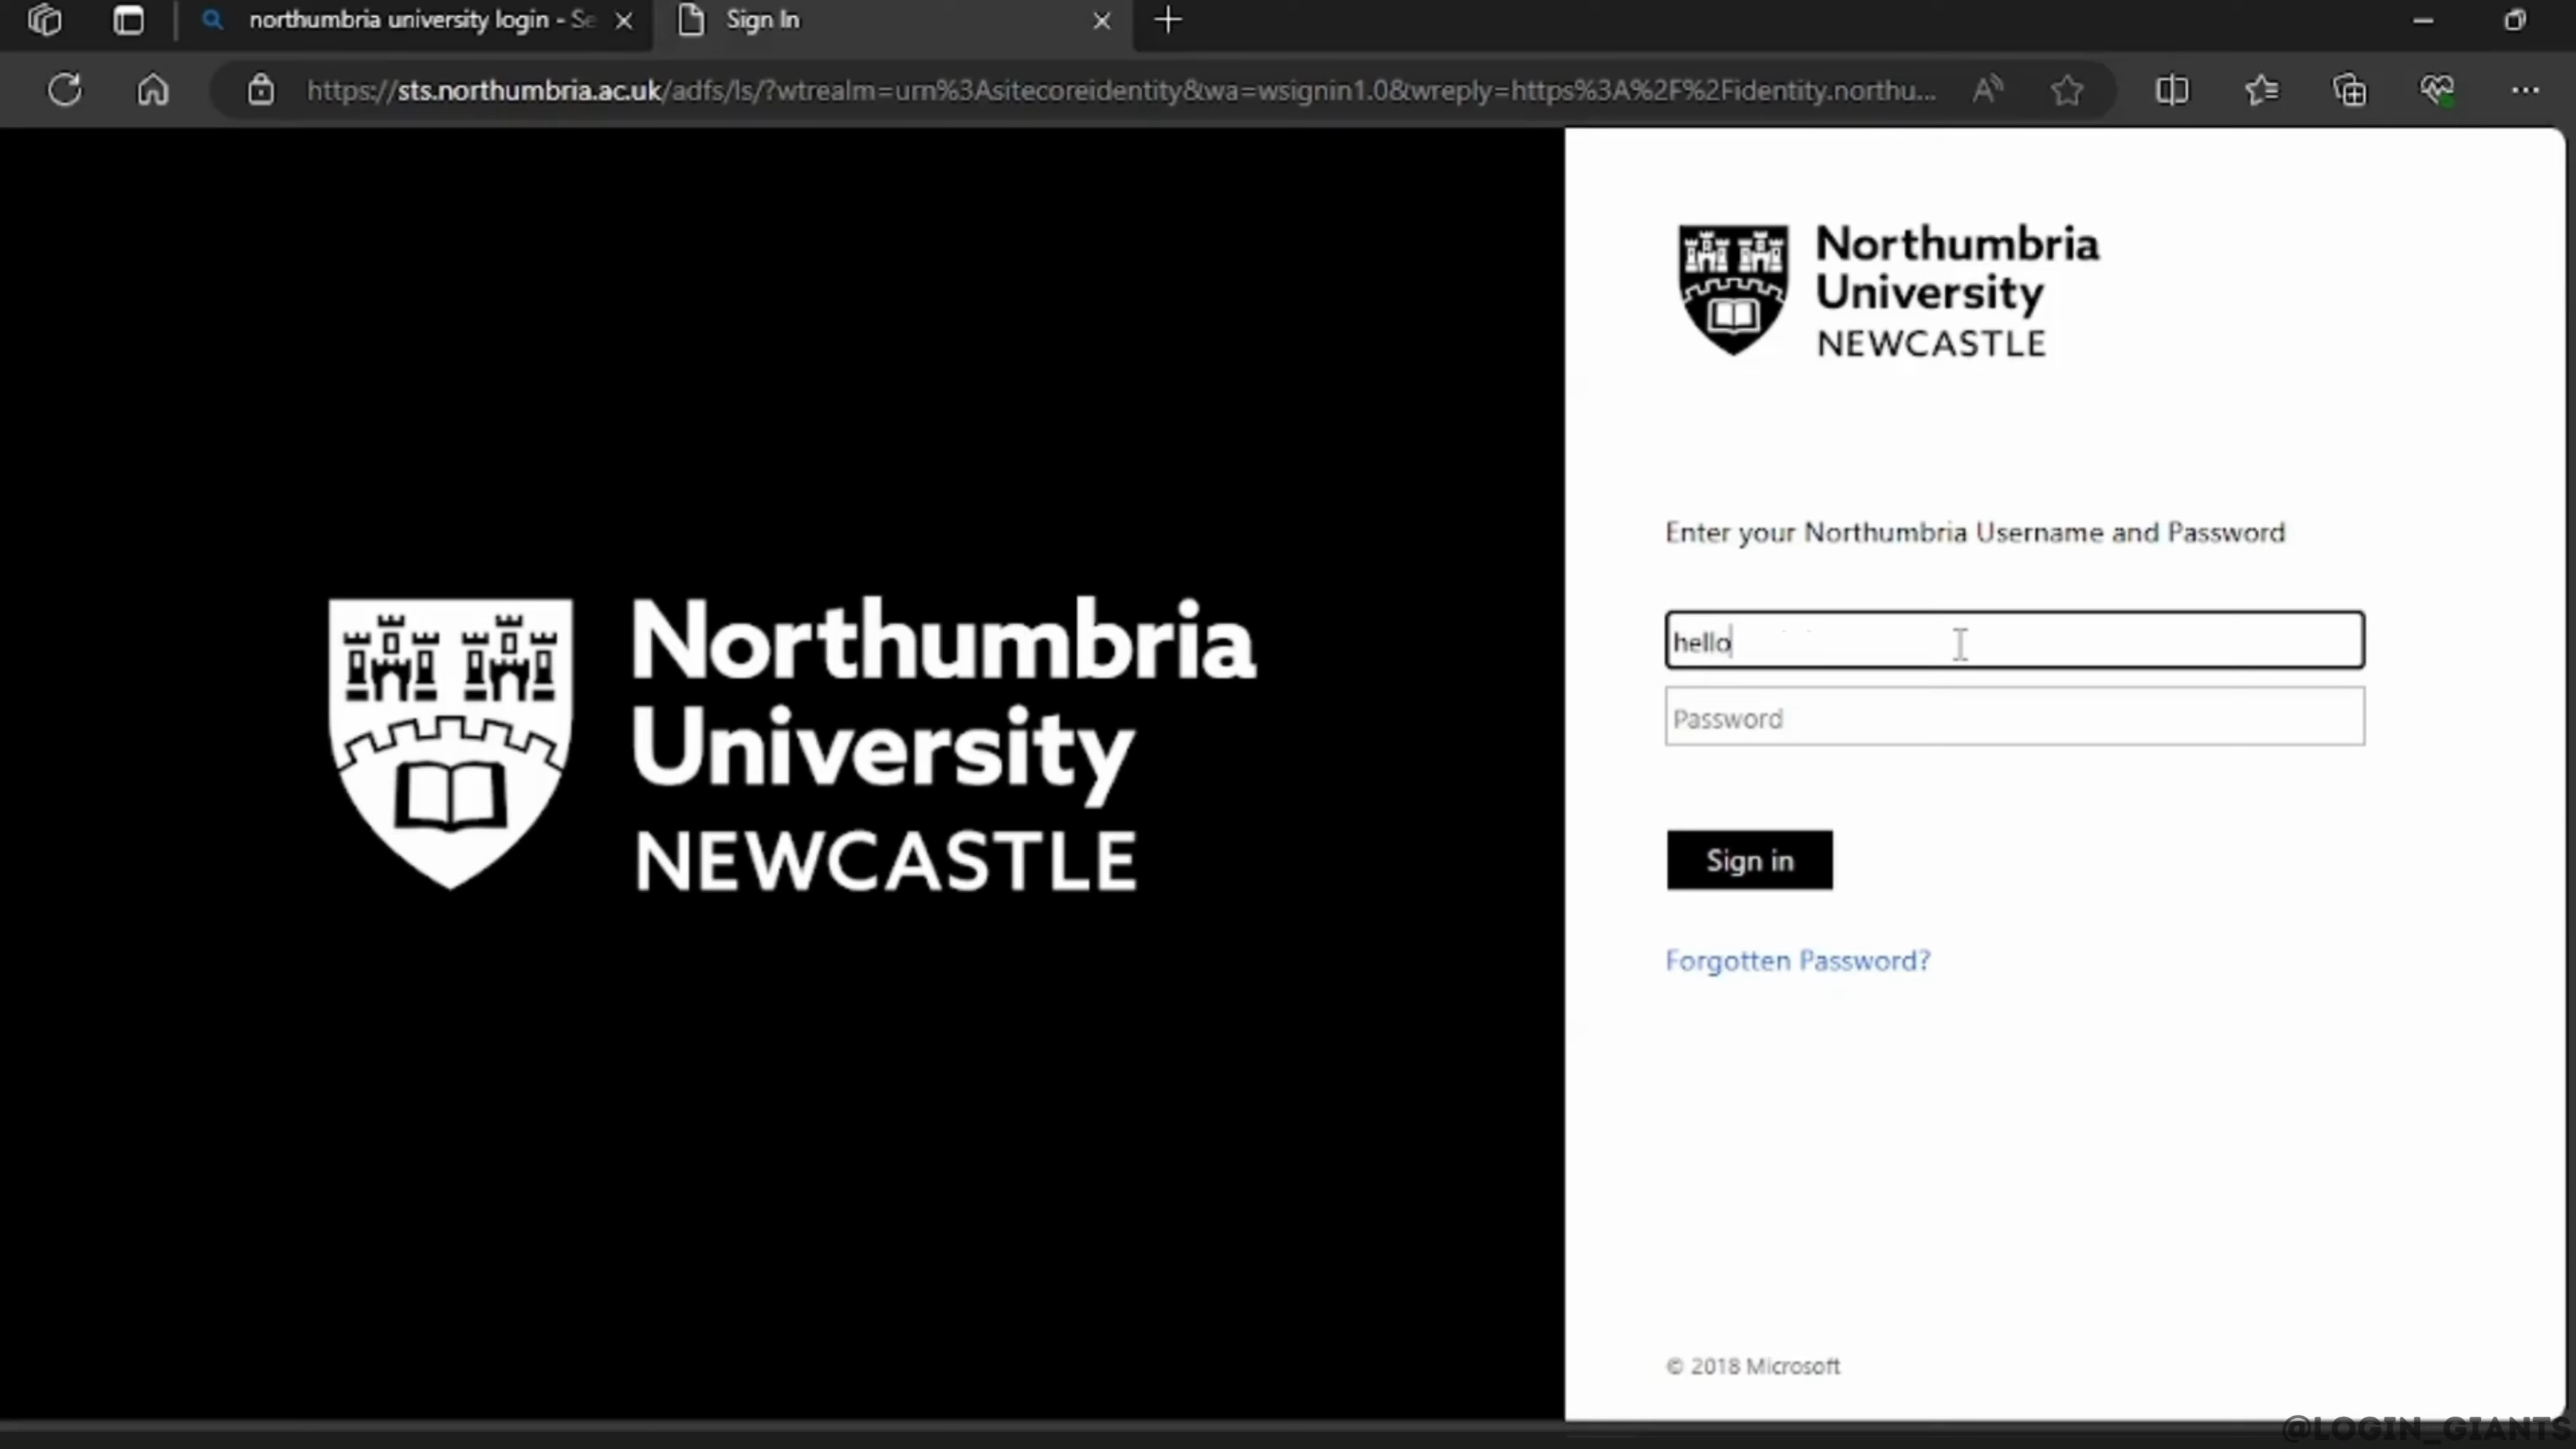 northumbria university login - Se
Sign In
https://sts.northumbria.ac.uk/adfs/ls/?wtrealm=urn%3Asitecoreidentity&wa=wsignin1.0&wreply=https%3A%2F%2Fidentity.northu...
Northumbria
University
NEWCASTLE
Northumbria
University
NEWCASTLE
Enter your Northumbria Username and Password
hello
Password
Sign in
Forgotten Password?
© 2018 Microsoft
@LOGIN_GIANTS